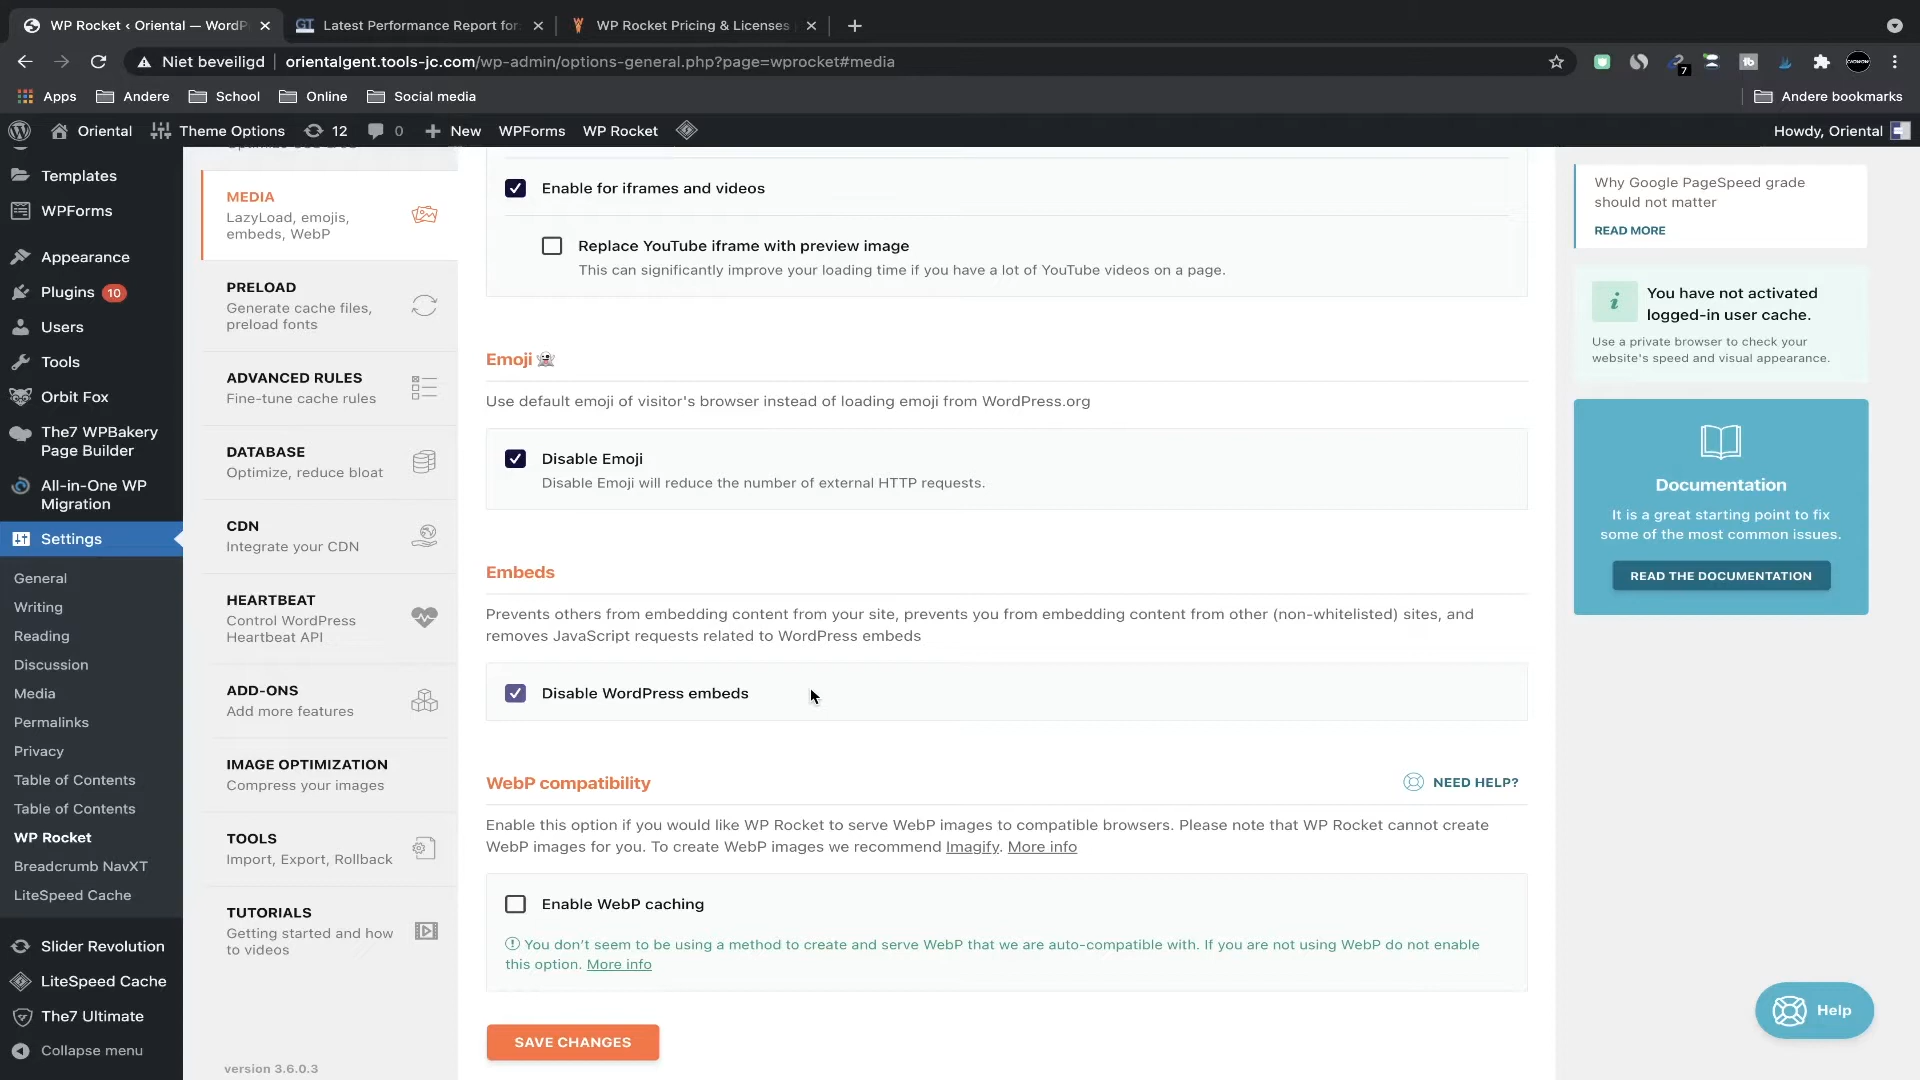 WP Rocket ‹ Oriental — WordP
Latest Performance Report for:
WP Rocket Pricing & Licenses
Niet beveiligd
orientalgent.tools-jc.com/wp-admin/options-general.php?page=wprocket#media
7
Apps
Andere
School
Online
Social media
Andere bookmarks
Oriental
Theme Options
12
0
New
WPForms
WP Rocket
Howdy, Oriental
Templates
WPForms
Appearance
Plugins 10
Users
Tools
Orbit Fox
The7 WPBakery
Page Builder
All-in-One WP
Migration
Settings
General
Writing
Reading
Discussion
Media
Permalinks
Privacy
Table of Contents
Table of Contents
WP Rocket
Breadcrumb NavXT
LiteSpeed Cache
Slider Revolution
LiteSpeed Cache
The7 Ultimate
Collapse menu
MEDIA
LazyLoad, emojis,
embeds, WebP
PRELOAD
Generate cache files,
preload fonts
ADVANCED RULES
Fine-tune cache rules
DATABASE
Optimize, reduce bloat
CDN
Integrate your CDN
HEARTBEAT
Control WordPress
Heartbeat API
ADD-ONS
Add more features
IMAGE OPTIMIZATION
Compress your images
TOOLS
Import, Export, Rollback
TUTORIALS
Getting started and how
to videos
version 3.6.0.3
Enable for iframes and videos
Replace YouTube iframe with preview image
This can significantly improve your loading time if you have a lot of YouTube videos on a page.
Emoji
Use default emoji of visitor's browser instead of loading emoji from WordPress.org
Disable Emoji
Disable Emoji will reduce the number of external HTTP requests.
Embeds
Prevents others from embedding content from your site, prevents you from embedding content from other (non-whitelisted) sites, and
removes JavaScript requests related to WordPress embeds
Disable WordPress embeds
WebP compatibility
NEED HELP?
Enable this option if you would like WP Rocket to serve WebP images to compatible browsers. Please note that WP Rocket cannot create
WebP images for you. To create WebP images we recommend Imagify. More info
Enable WebP caching
You don't seem to be using a method to create and serve WebP that we are auto-compatible with. If you are not using WebP do not enable
this option. More info
SAVE CHANGES
Why Google PageSpeed grade
should not matter
READ MORE
You have not activated
logged-in user cache.
Use a private browser to check your
website's speed and visual appearance.
Documentation
It is a great starting point to fix
some of the most common issues.
READ THE DOCUMENTATION
Help